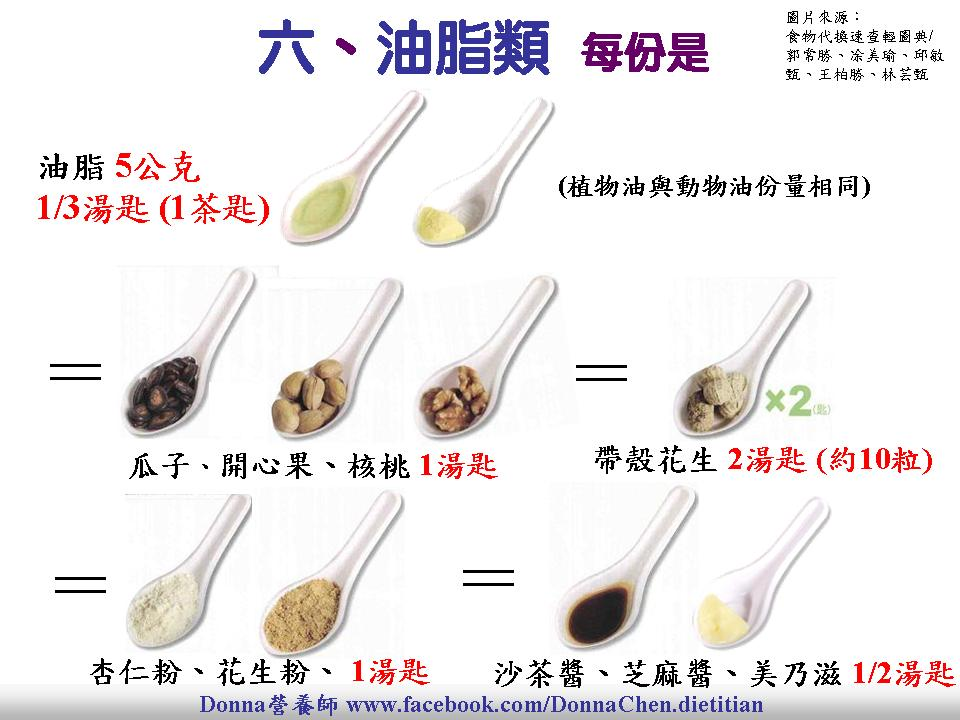 六、油脂類 每份是
圖片來源：
食物代換速查輕圖典/
郭常勝、涂美瑜、邱敏
甄、王柏勝、林芸甄
油脂 5公克
1/3湯匙 (1茶匙)
(植物油與動物油份量相同)
=
瓜子、開心果、核桃 1湯匙
=
×2(匙)
帶殼花生 2湯匙 (約10粒)
=
杏仁粉、花生粉、 1湯匙
=
沙茶醬、芝麻醬、美乃滋 1/2湯匙
Donna營養師 www.facebook.com/DonnaChen.dietitian